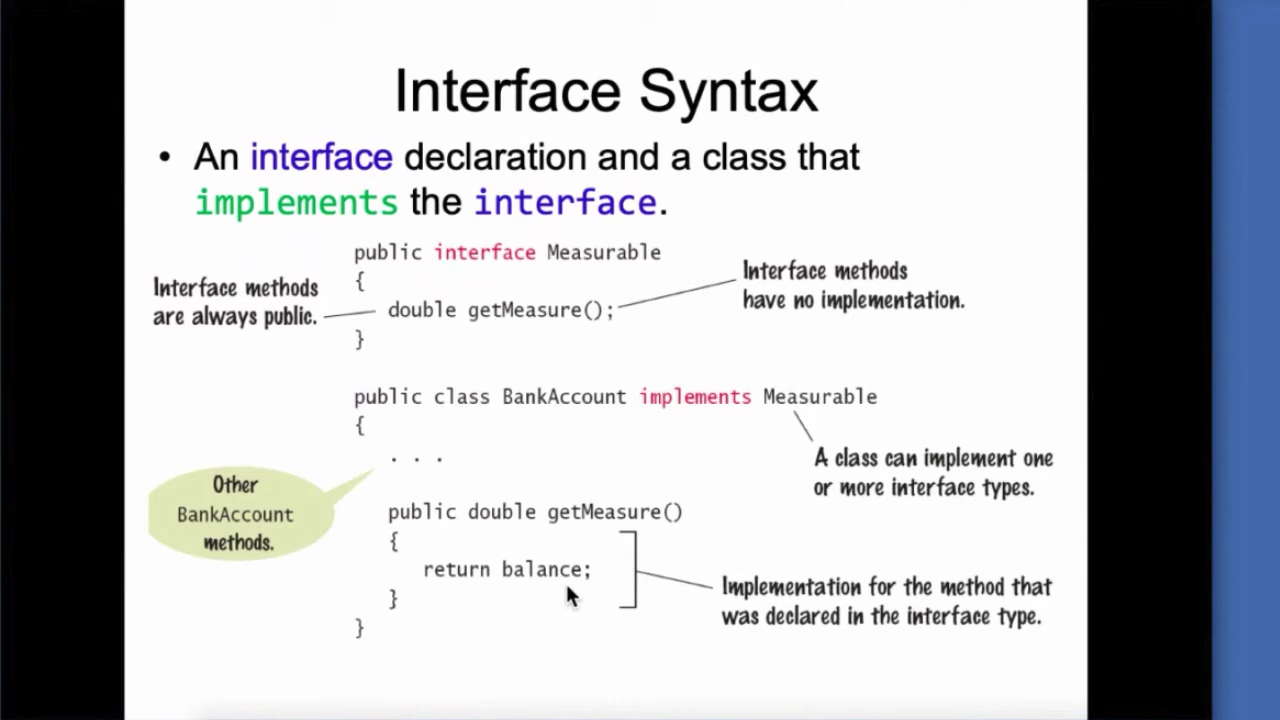 Interface Syntax
• An interface declaration and a class that
implements the interface.
public interface Measurable
{
double getMeasure();
}
Interface methods
are always public.
Interface methods
have no implementation.
public class BankAccount implements Measurable
{
. . .
public double getMeasure()
{
return balance;
}
}
A class can implement one
or more interface types.
Other
BankAccount
methods.
Implementation for the method that
was declared in the interface type.